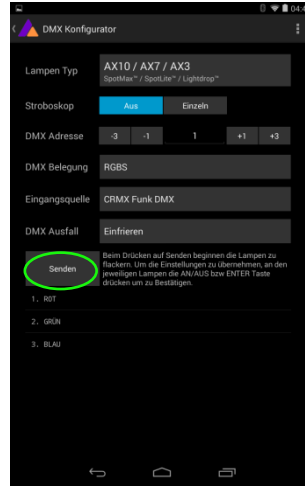 04:4
DMX Konfigurator
Lampen Typ
AX10 / AX7 / AX3
SpotMax™ / SpotLite™ / Lightdrop™
Stroboskop Aus Einzeln
DMX Adresse -3 -1 1 +1 +3
DMX Belegung RGBS
Eingangsquelle CRMX Funk DMX
DMX Ausfall Einfrieren
Senden
Beim Drücken auf Senden beginnen die Lampen zu
flackern. Um die Einstellungen zu übernehmen, an den
jeweiligen Lampen die AN/AUS bzw ENTER Taste
drücken um zu Bestätigen.
1. ROT
2. GRÜN
3. BLAU